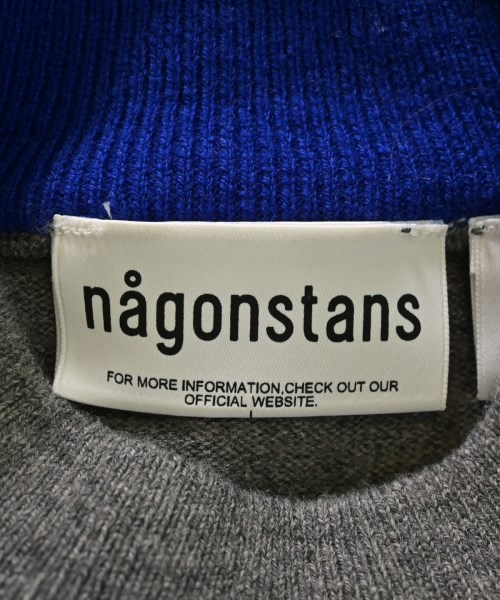 någonstans
FOR MORE INFORMATION,CHECK OUT OUR
OFFICIAL WEBSITE.